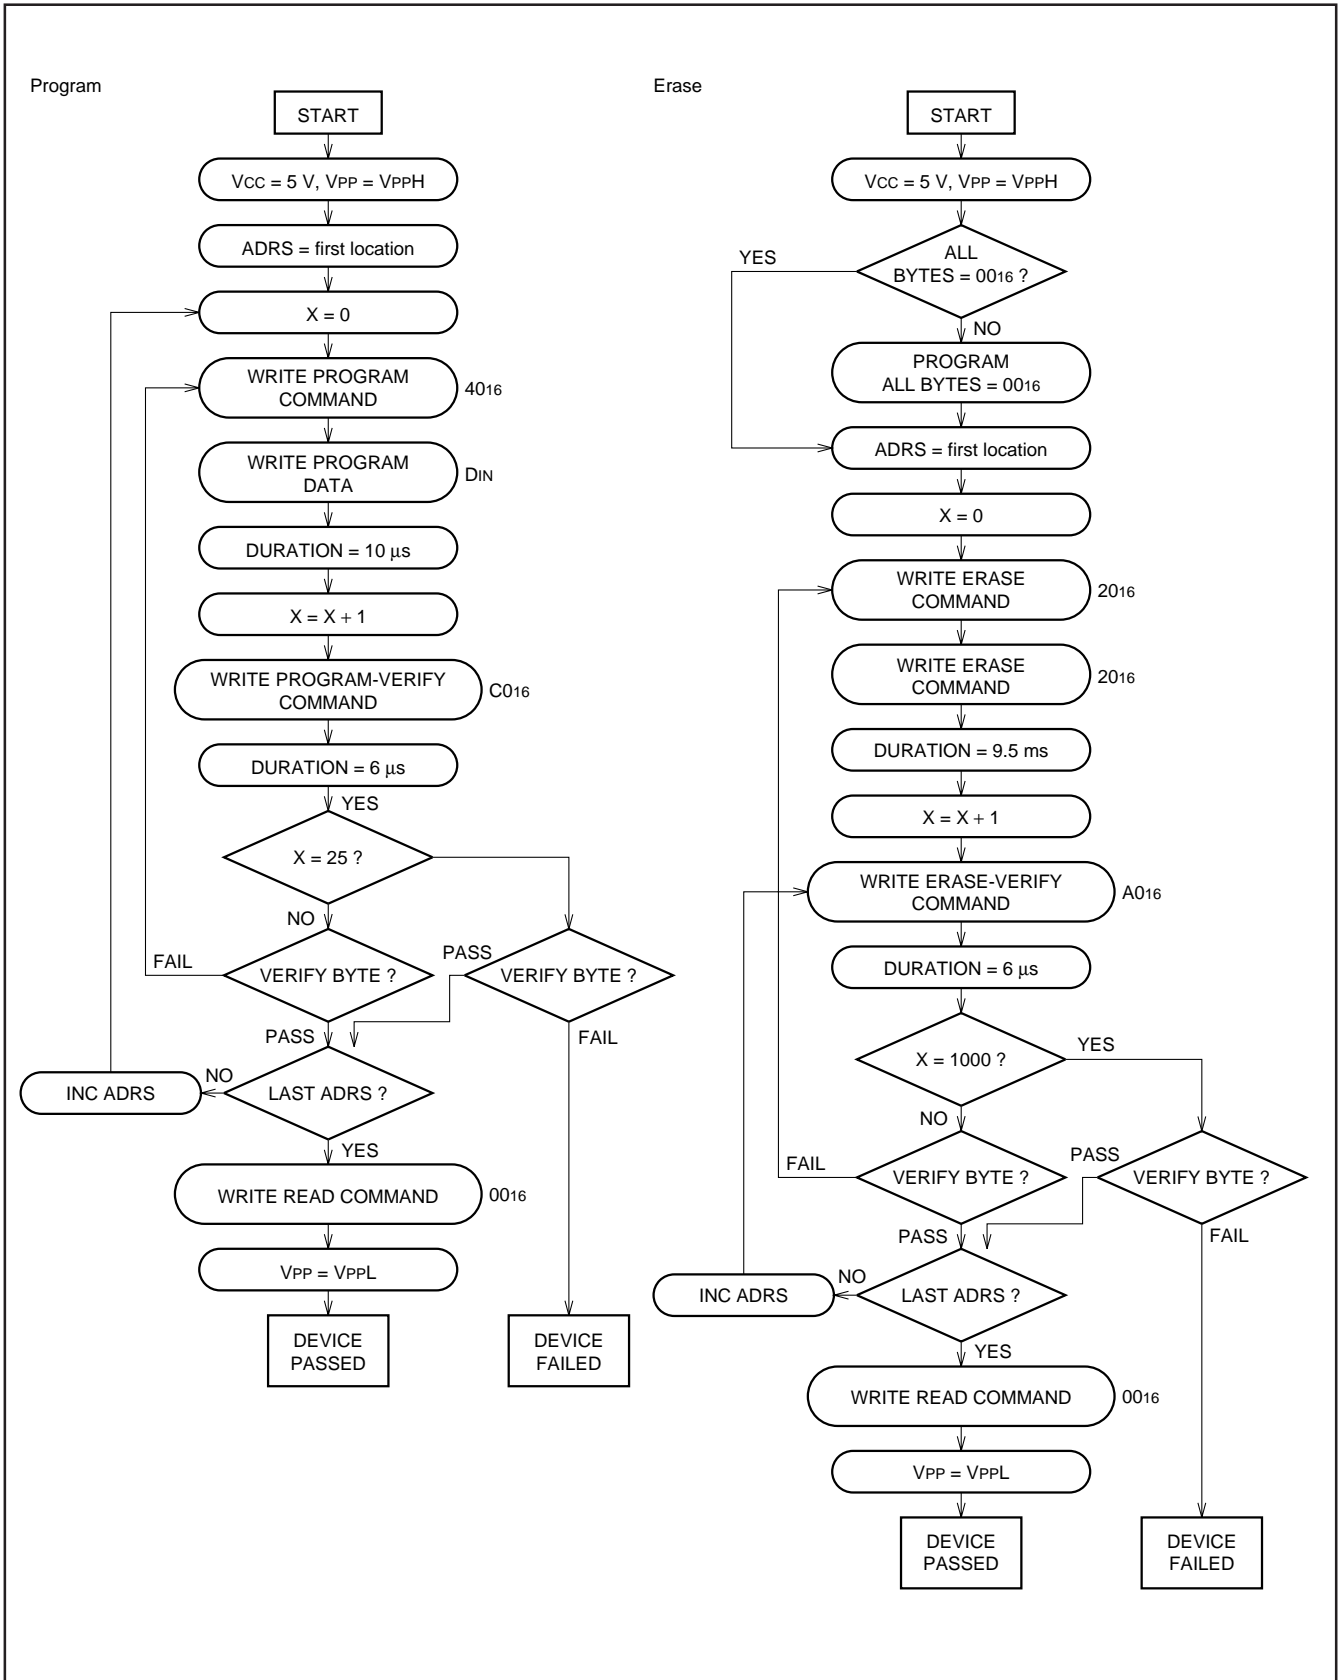 Program
START
VCC = 5 V, VPP = VPPH
ADRS = first location
X = 0
WRITE PROGRAM
COMMAND
4016
WRITE PROGRAM
DATA
DIN
DURATION = 10 µs
X = X + 1
WRITE PROGRAM-VERIFY
COMMAND
C016
DURATION = 6 µs
YES
X = 25 ?
NO
FAIL
VERIFY BYTE ?
PASS
VERIFY BYTE ?
PASS
FAIL
INC ADRS
NO
LAST ADRS ?
YES
WRITE READ COMMAND
0016
VPP = VPPL
DEVICE
PASSED
DEVICE
FAILED
Erase
START
VCC = 5 V, VPP = VPPH
YES
ALL
BYTES = 0016 ?
NO
PROGRAM
ALL BYTES = 0016
ADRS = first location
X = 0
WRITE ERASE
COMMAND
2016
WRITE ERASE
COMMAND
2016
DURATION = 9.5 ms
X = X + 1
WRITE ERASE-VERIFY
COMMAND
A016
DURATION = 6 µs
X = 1000 ?
YES
NO
FAIL
VERIFY BYTE ?
PASS
VERIFY BYTE ?
PASS
FAIL
INC ADRS
NO
LAST ADRS ?
YES
WRITE READ COMMAND
0016
VPP = VPPL
DEVICE
PASSED
DEVICE
FAILED